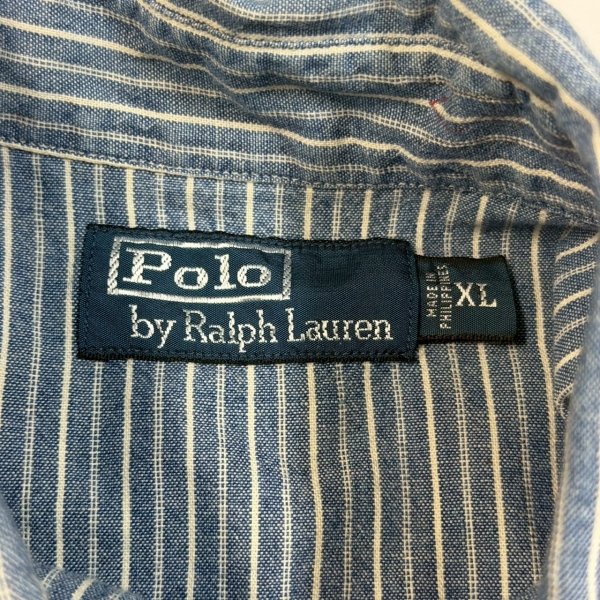 Polo
by Ralph Lauren
MADE IN
PHILIPPINES
XL